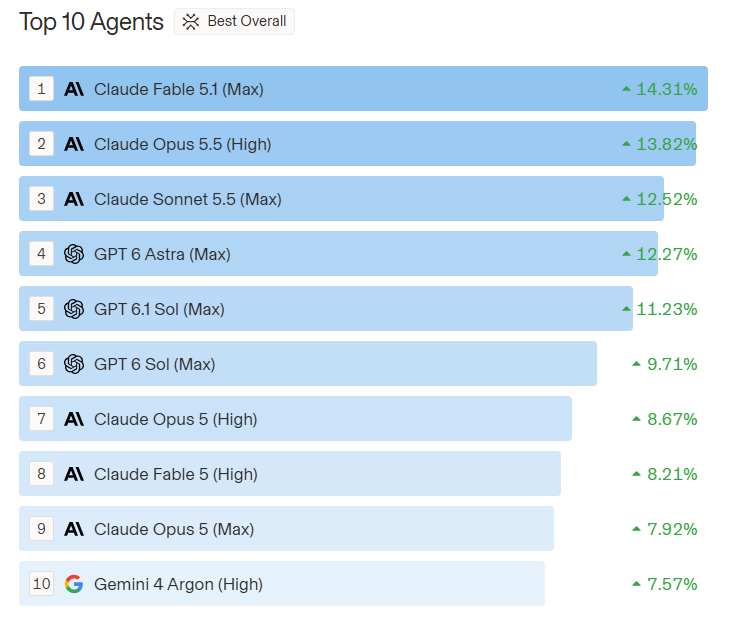 Top 10 Agents Best Overall
1 Claude Fable 5.1 (Max) 14.31%
2 Claude Opus 5.5 (High) 13.82%
3 Claude Sonnet 5.5 (Max) 12.52%
4 GPT 6 Astra (Max) 12.27%
5 GPT 6.1 Sol (Max) 11.23%
6 GPT 6 Sol (Max) 9.71%
7 Claude Opus 5 (High) 8.67%
8 Claude Fable 5 (High) 8.21%
9 Claude Opus 5 (Max) 7.92%
10 Gemini 4 Argon (High) 7.57%